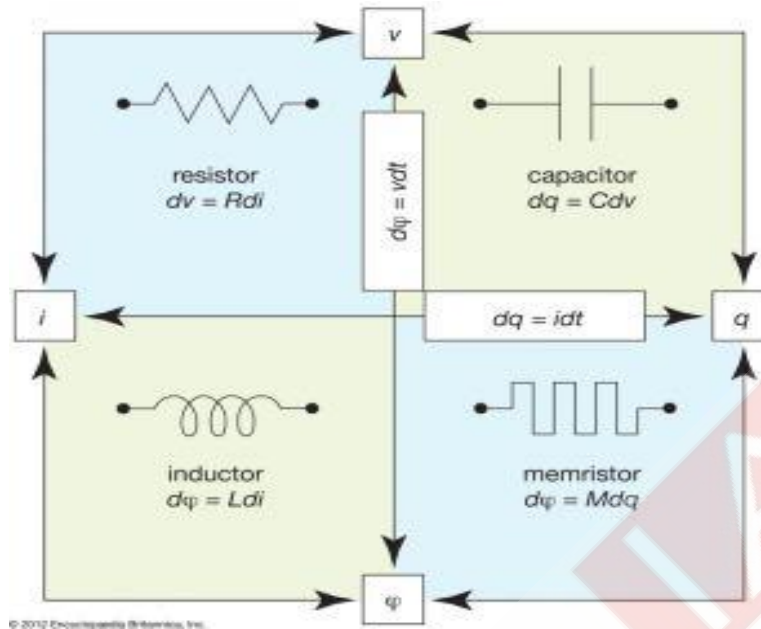 v
resistor
dv = Rdi
capacitor
dq = Cdv
dφ = vdt
i
dq = idt
q
inductor
dφ = Ldi
memristor
dφ = Mdq
φ
© 2012 Encyclopædia Britannica, Inc.